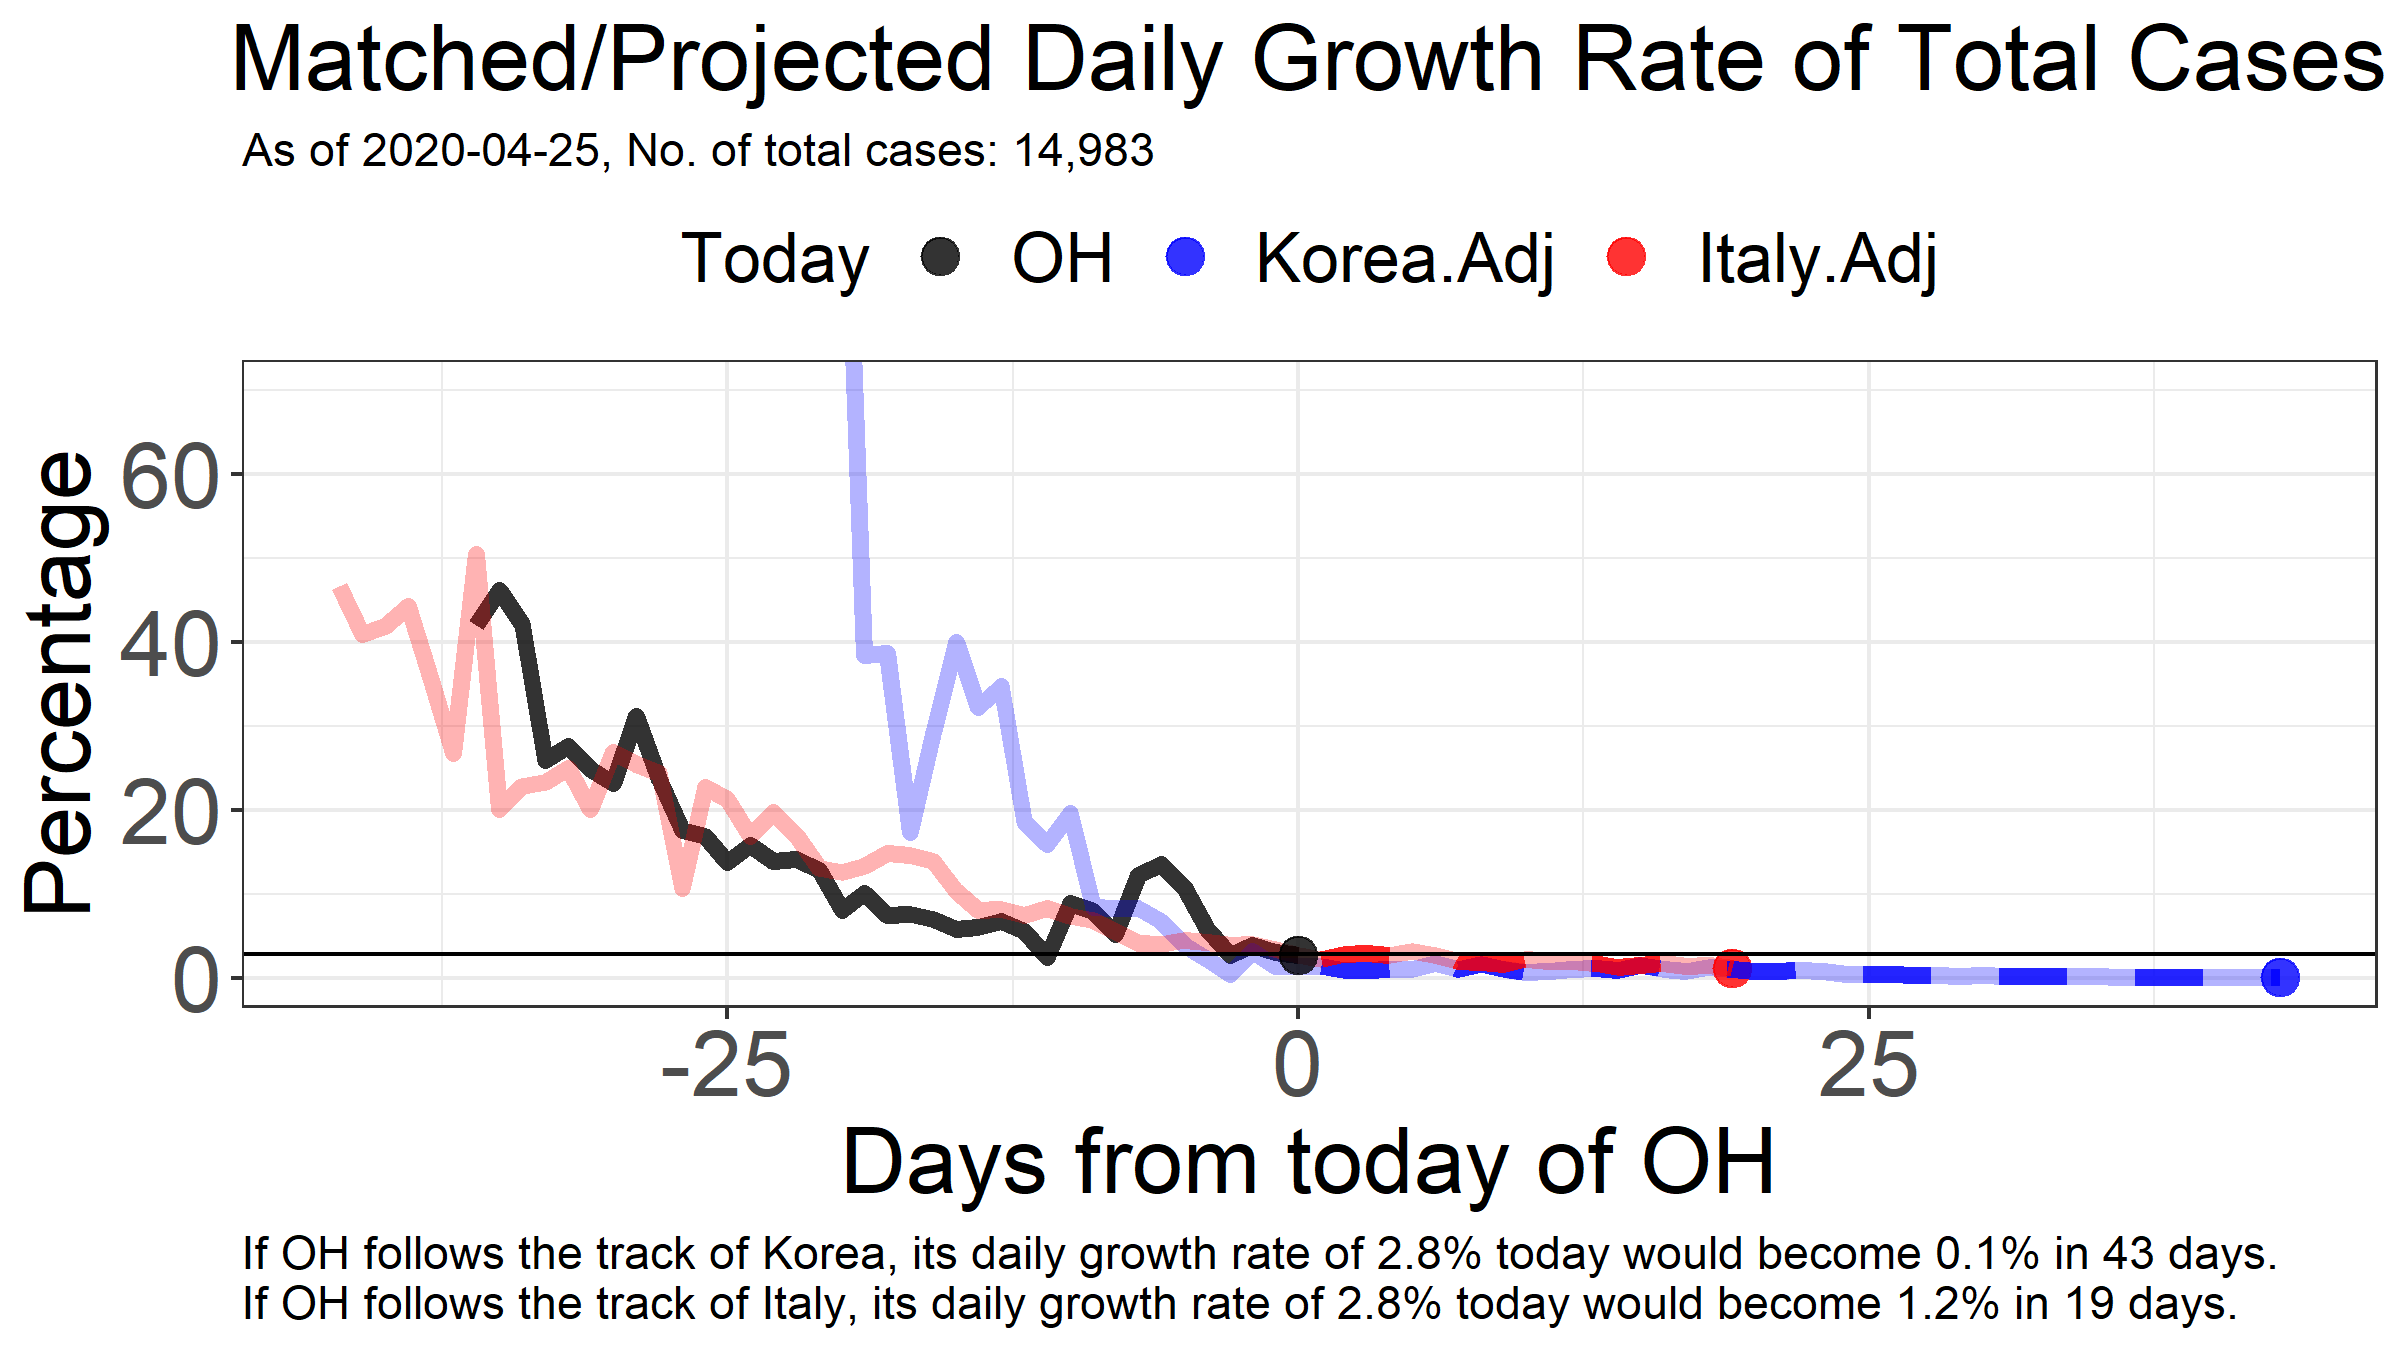 Matched/Projected Daily Growth Rate of Total Cases
As of 2020-04-25, No. of total cases: 14,983
Today OH Korea.Adj Italy.Adj
Percentage
60
40
20
0
-25 0 25
Days from today of OH
If OH follows the track of Korea, its daily growth rate of 2.8% today would become 0.1% in 43 days.
If OH follows the track of Italy, its daily growth rate of 2.8% today would become 1.2% in 19 days.